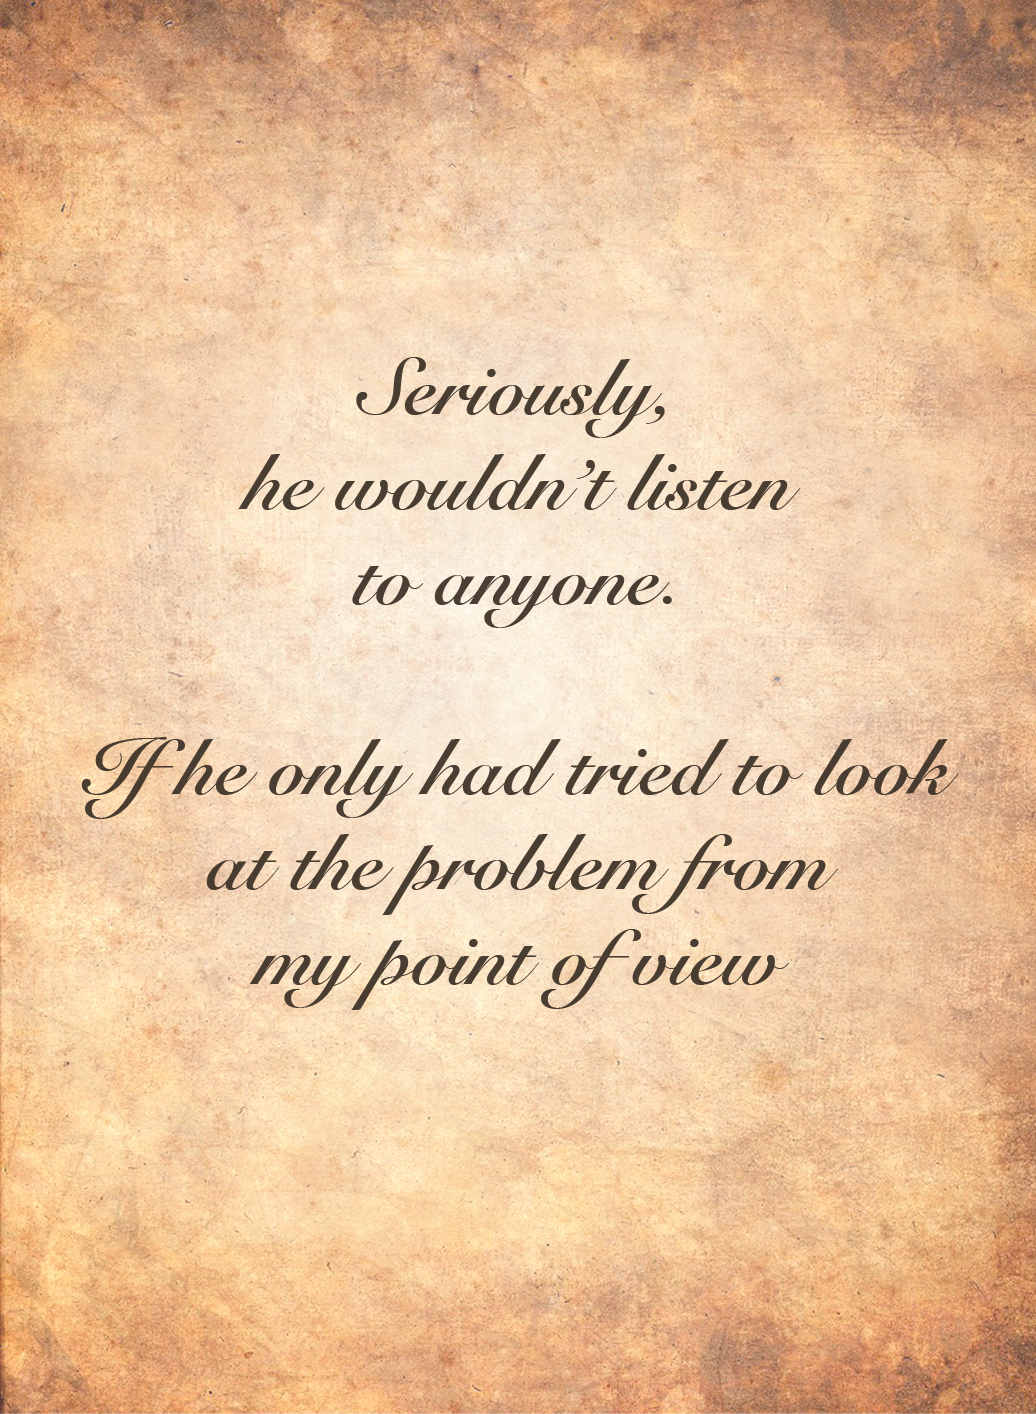 Seriously,
he wouldn’t listen
to anyone.
If he only had tried to look
at the problem from
my point of view